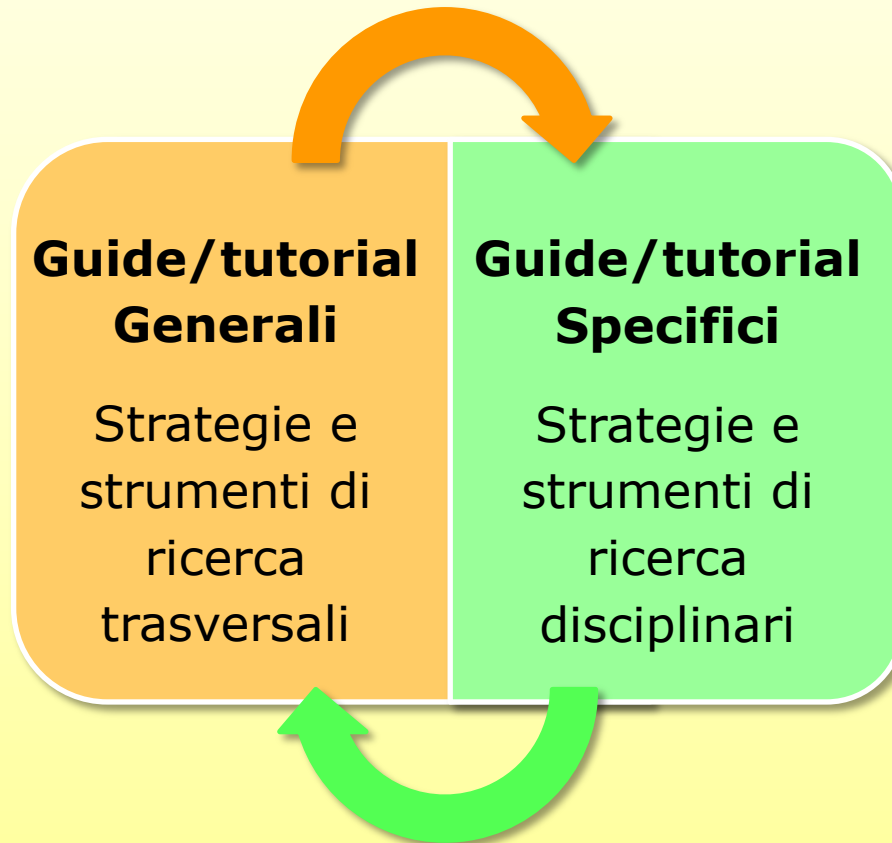 Guide/tutorial
Generali
Strategie e
strumenti di
ricerca
trasversali
Guide/tutorial
Specifici
Strategie e
strumenti di
ricerca
disciplinari